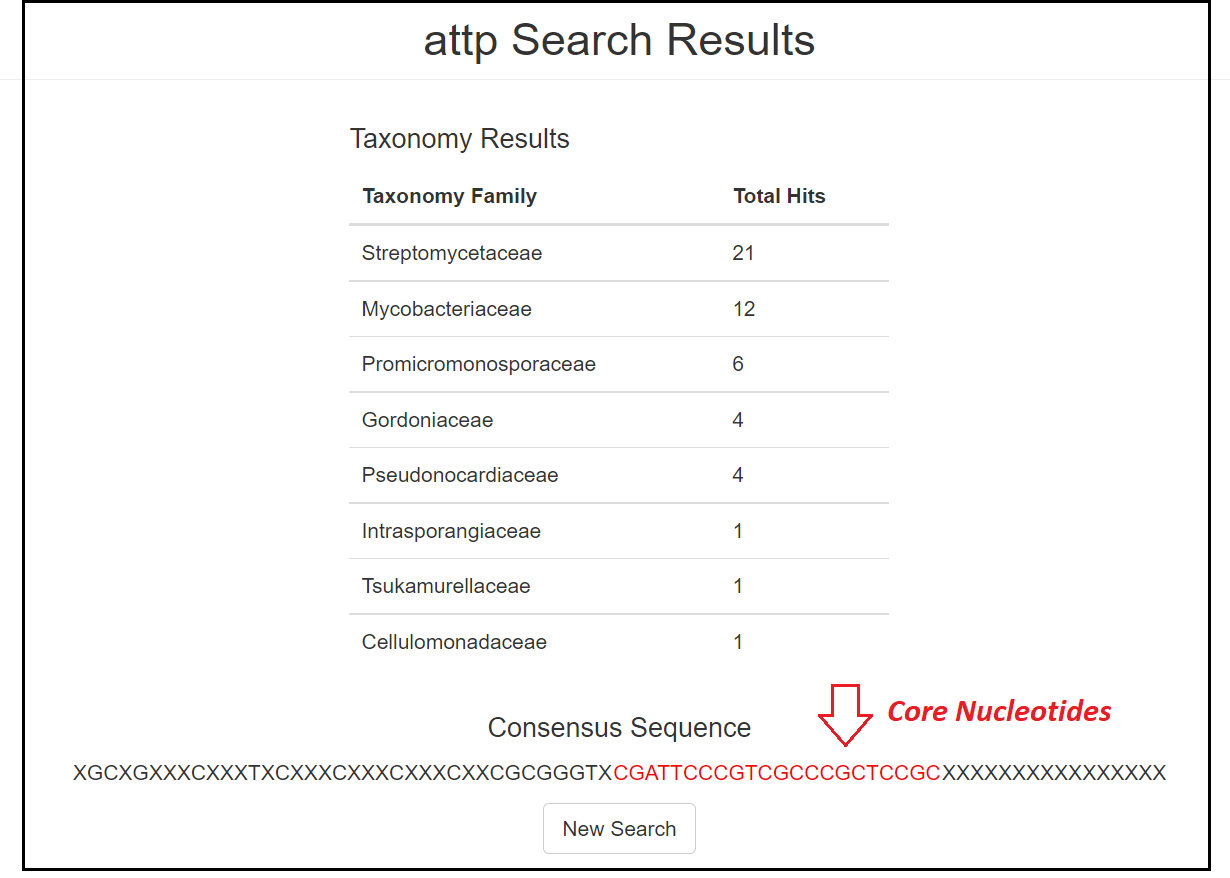 attp Search Results
Taxonomy Results
Taxonomy Family Total Hits
Streptomycetaceae 21
Mycobacteriaceae 12
Promicromonosporaceae 6
Gordoniaceae 4
Pseudonocardiaceae 4
Intrasporangiaceae 1
Tsukamurellaceae 1
Cellulomonadaceae 1
Core Nucleotides
Consensus Sequence
XGCXGXXXCXXXTXCXXXCXXXCXXXCXXCGCGGGTXCGATTCCCGTCGCCCGCTCCGCXXXXXXXXXXXXXXXX
New Search